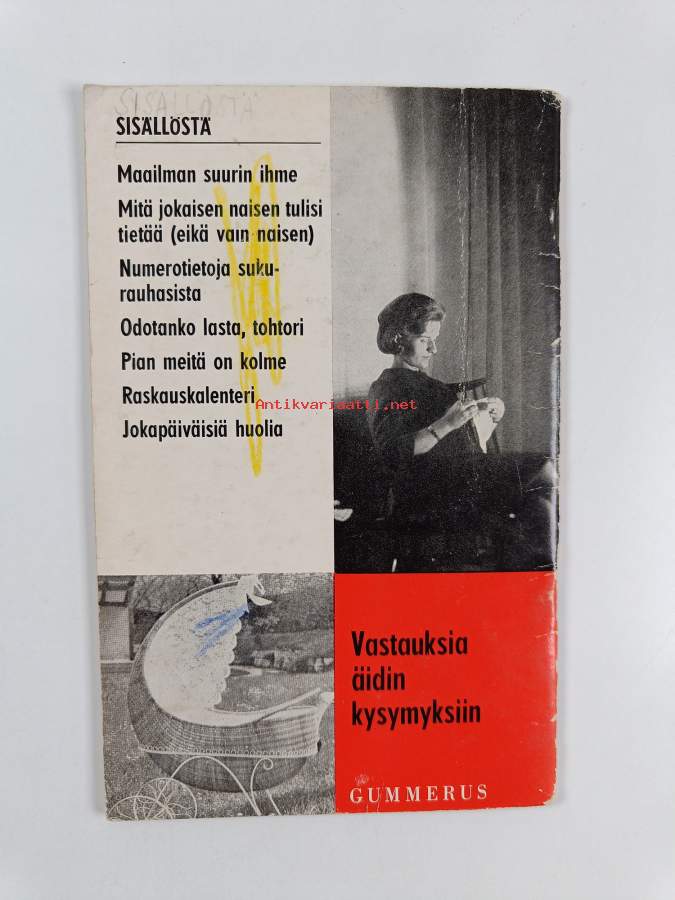 SISÄLLÖSTÄ
SISÄLLÖSTÄ
Maailman suurin ihme
Mitä jokaisen naisen tulisi
tietää (eikä vain naisen)
Numerotietoja suku-
rauhasista
Odotanko lasta, tohtori
Pian meitä on kolme
Raskauskalenteri
Antikvariaatti.net
Jokapäiväisiä huolia
Vastauksia
äidin
kysymyksiin
GUMMERUS